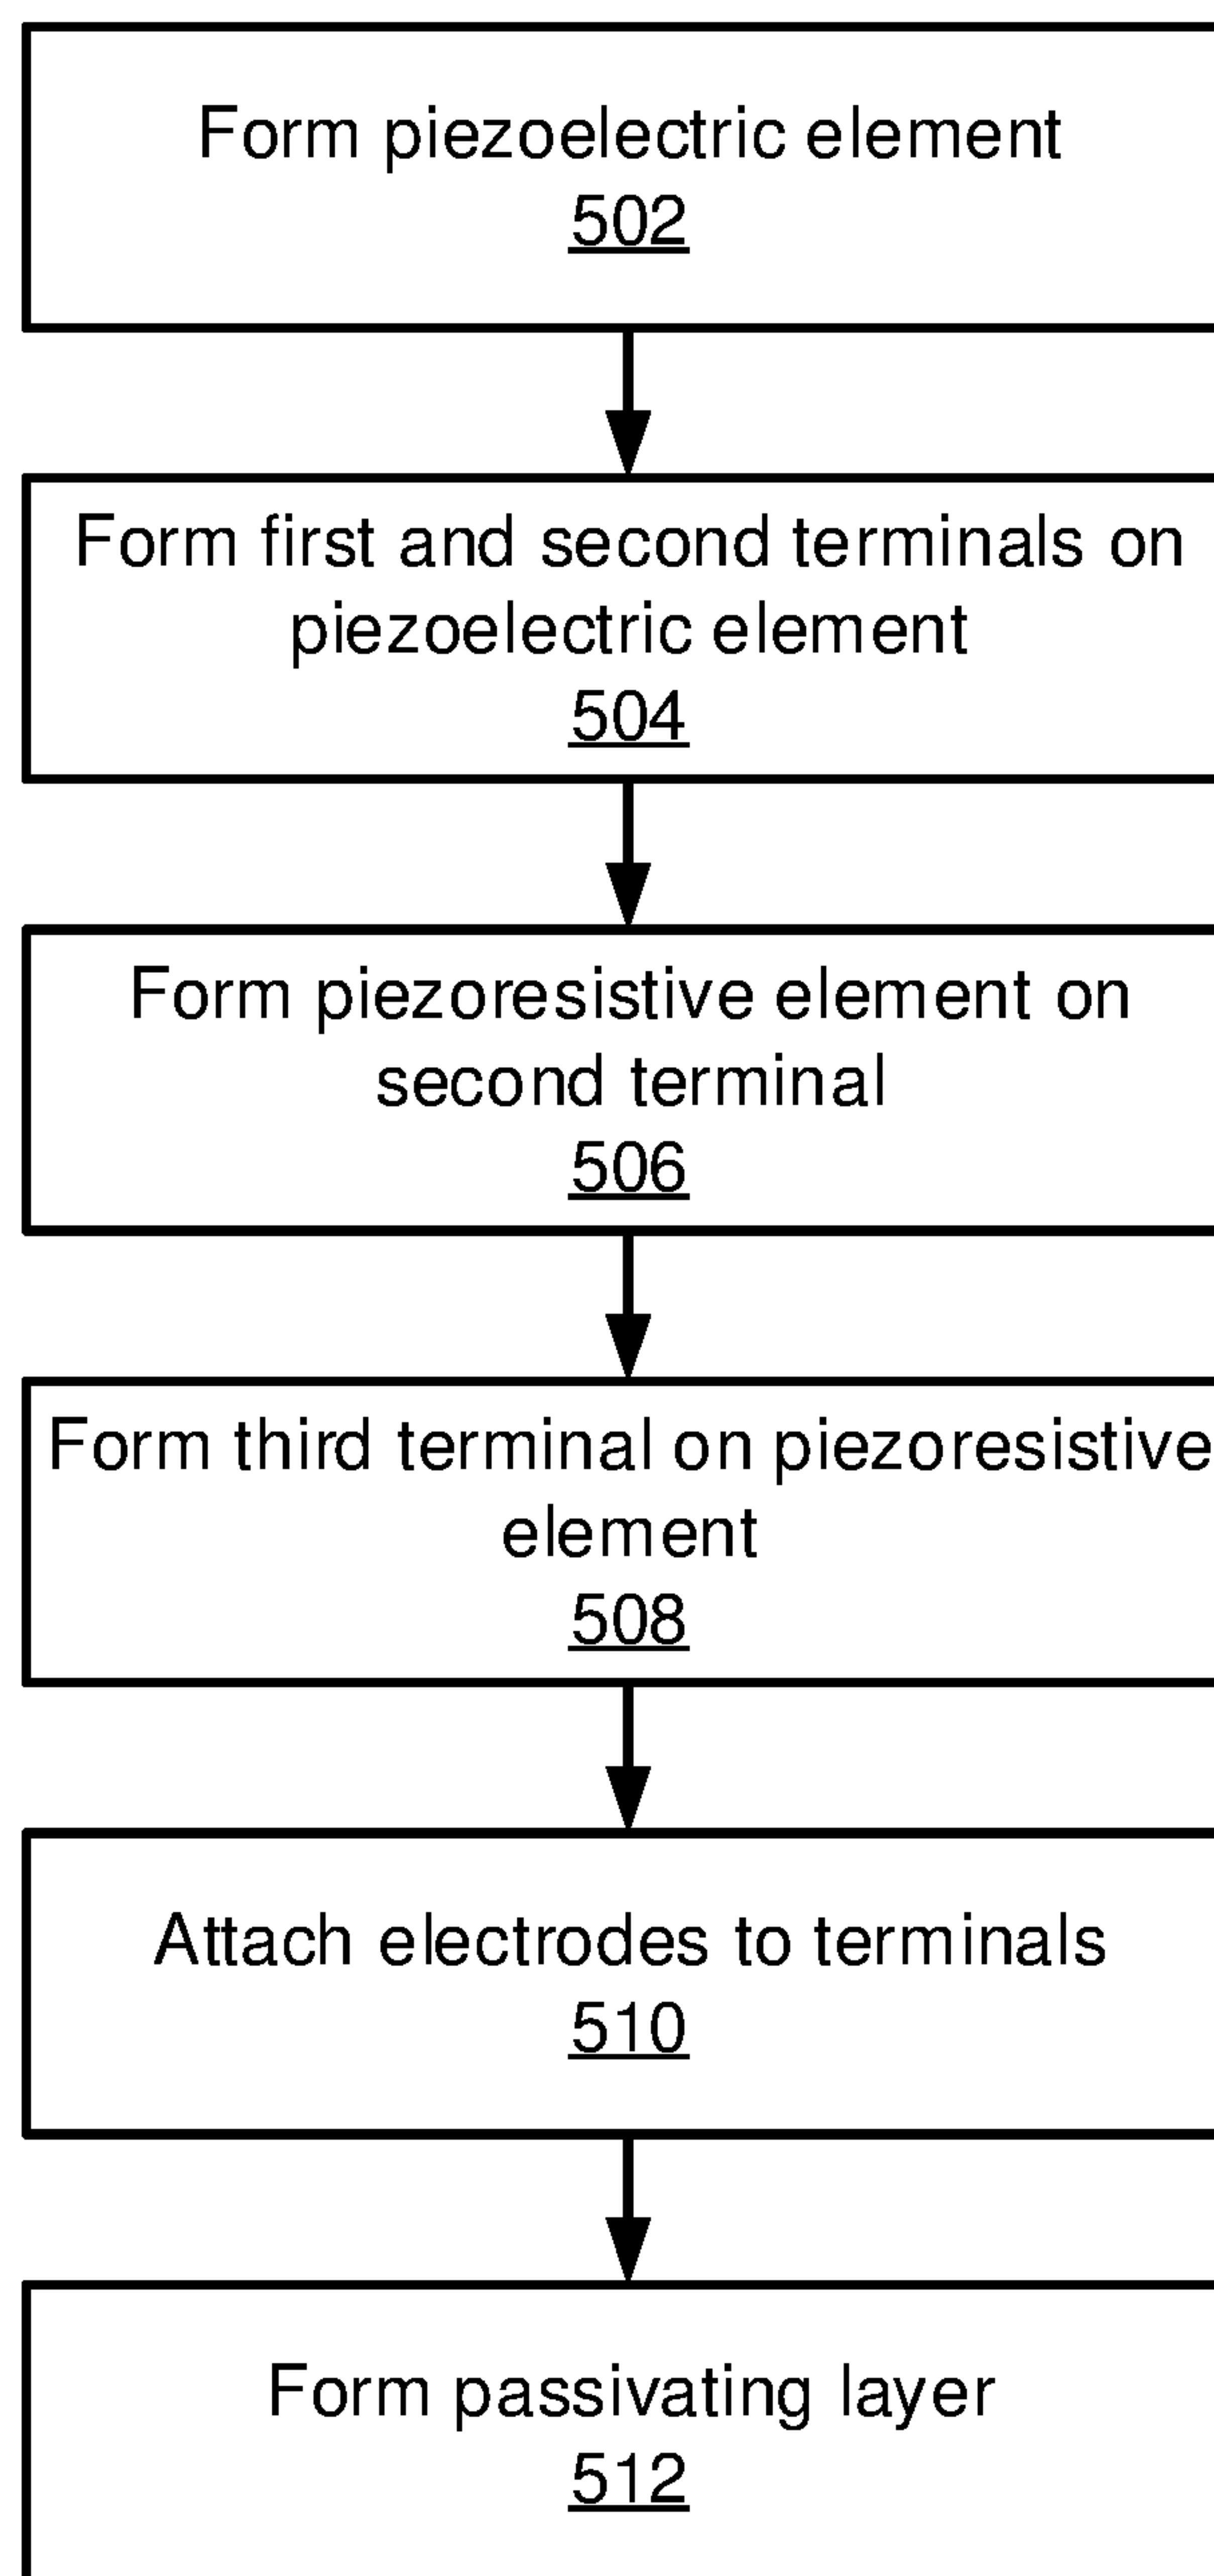 Form piezoelectric element
502
Form first and second terminals on
piezoelectric element
504
Form piezoresistive element on
second terminal
506
Form third terminal on piezoresistive
element
508
Attach electrodes to terminals
510
Form passivating layer
512